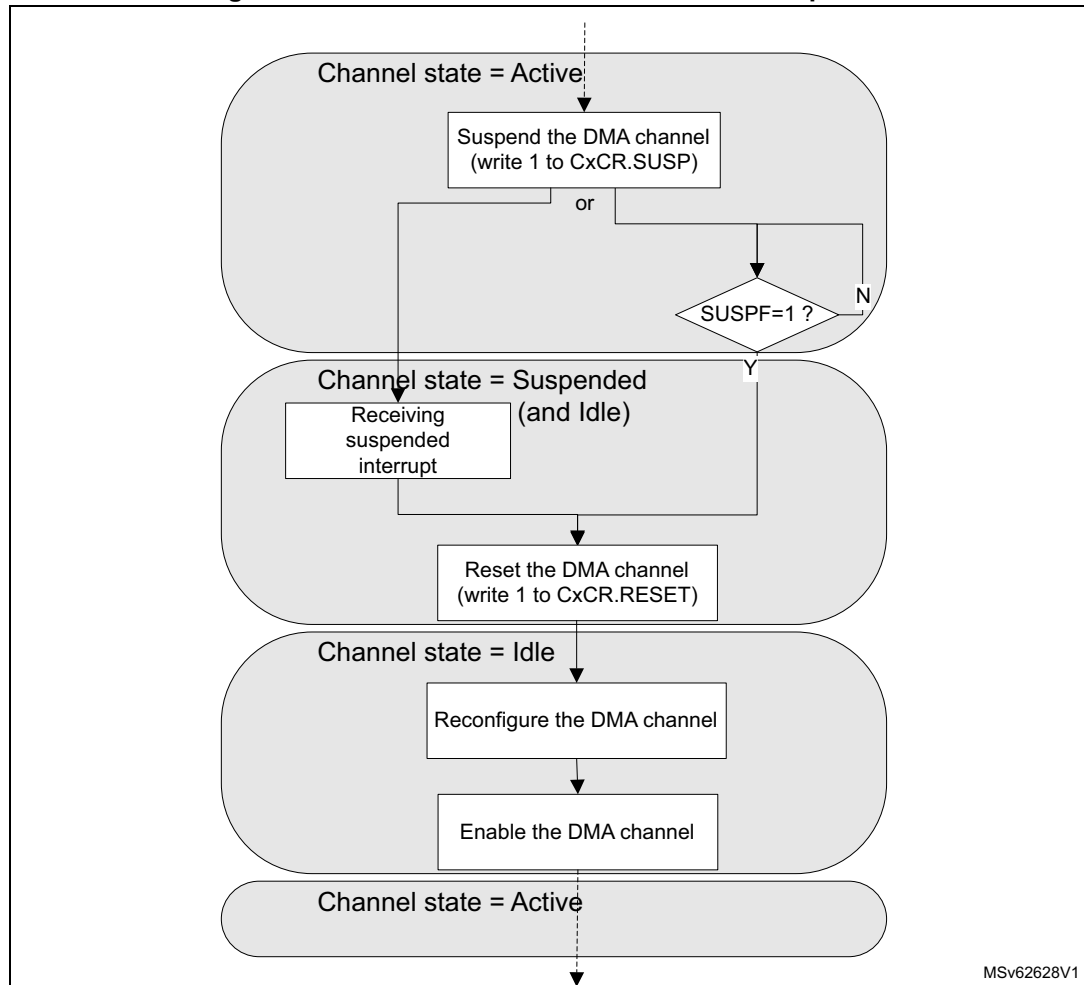 Channel state = Active
Suspend the DMA channel
(write 1 to CxCR.SUSP)
or
N
SUSPF=1 ?
Y
Channel state = Suspended
(and Idle)
Receiving
suspended
interrupt
Reset the DMA channel
(write 1 to CxCR.RESET)
Channel state = Idle
Reconfigure the DMA channel
Enable the DMA channel
Channel state = Active
MSv62628V1